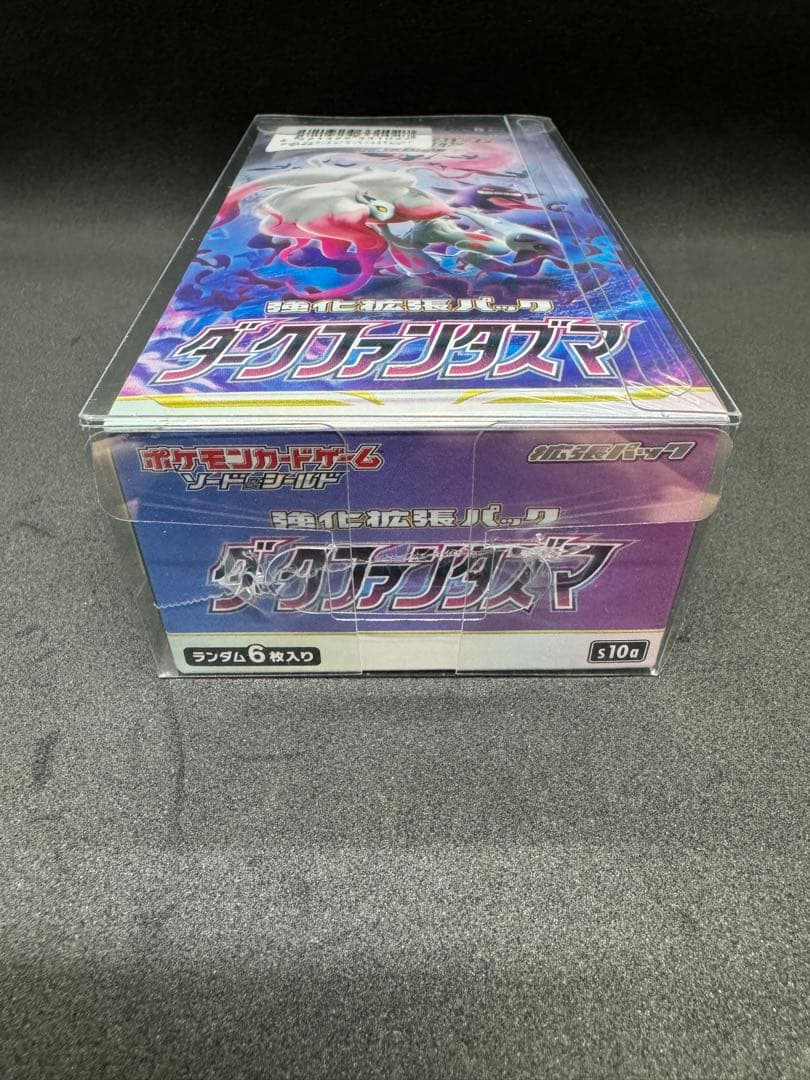 強化拡張パック
ダークファンタズマ
ポケモンカードゲーム
ソード&シールド
拡張パック
強化拡張パック
ダークファンタズマ
ランダム6枚入り
s10a